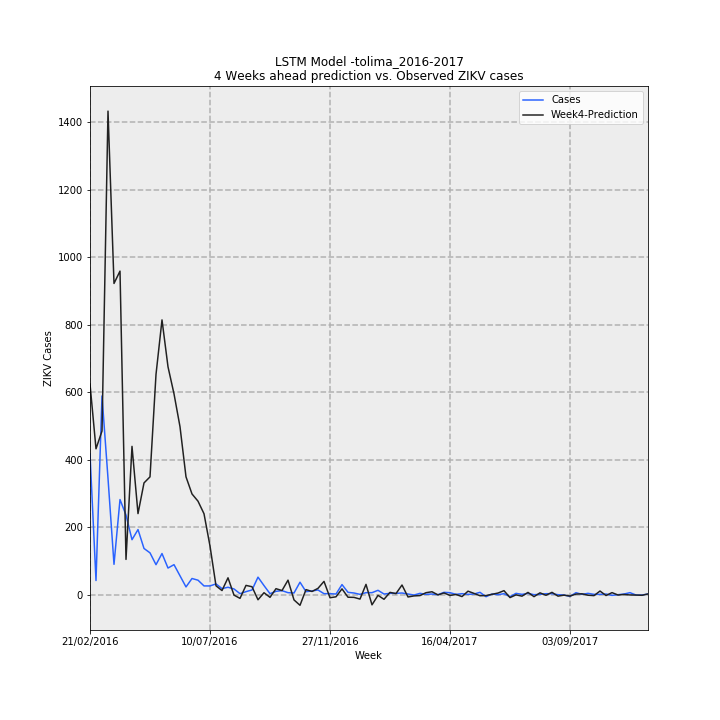 LSTM Model -tolima_2016-2017
4 Weeks ahead prediction vs. Observed ZIKV cases
Cases
Week4-Prediction
ZIKV Cases
1400
1200
1000
800
600
400
200
0
21/02/2016
10/07/2016
27/11/2016
16/04/2017
03/09/2017
Week